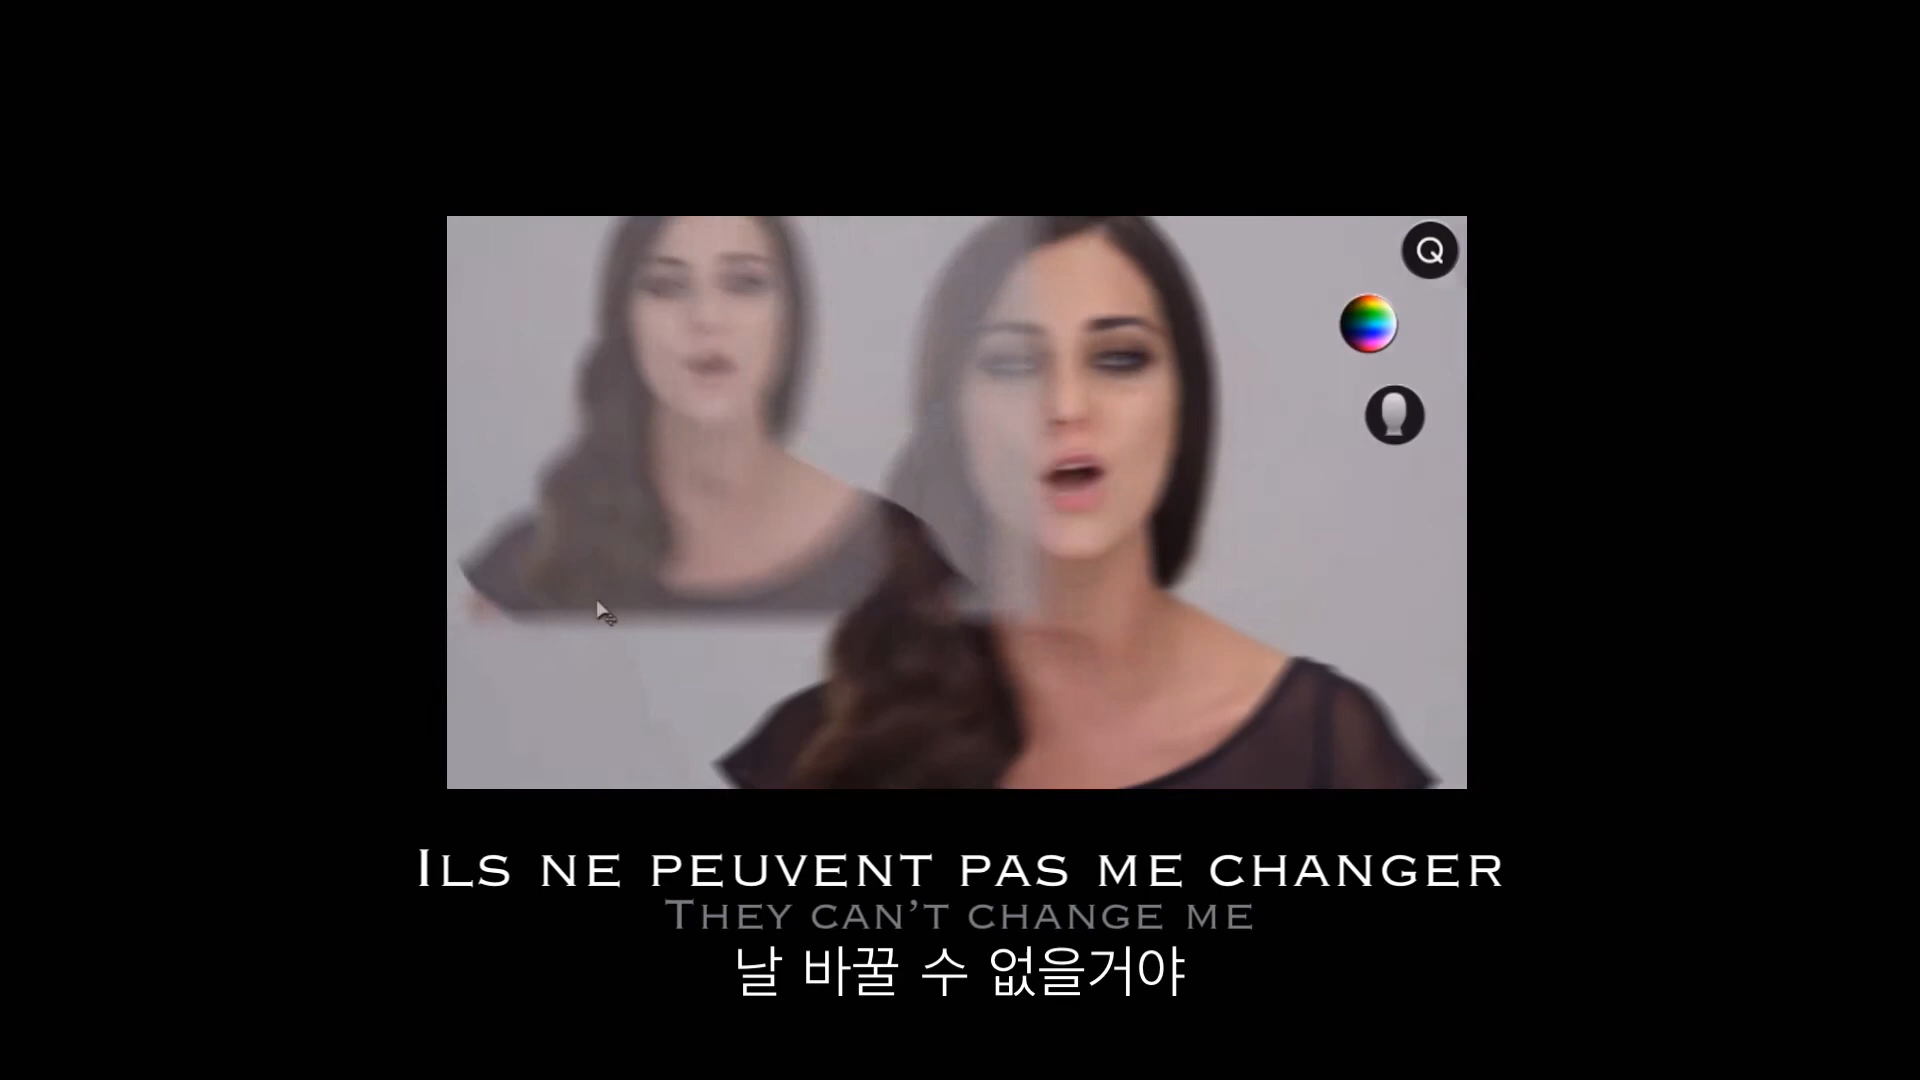 Q
ILS NE PEUVENT PAS ME CHANGER
THEY CAN'T CHANGE ME
날 바꿀 수 없을거야